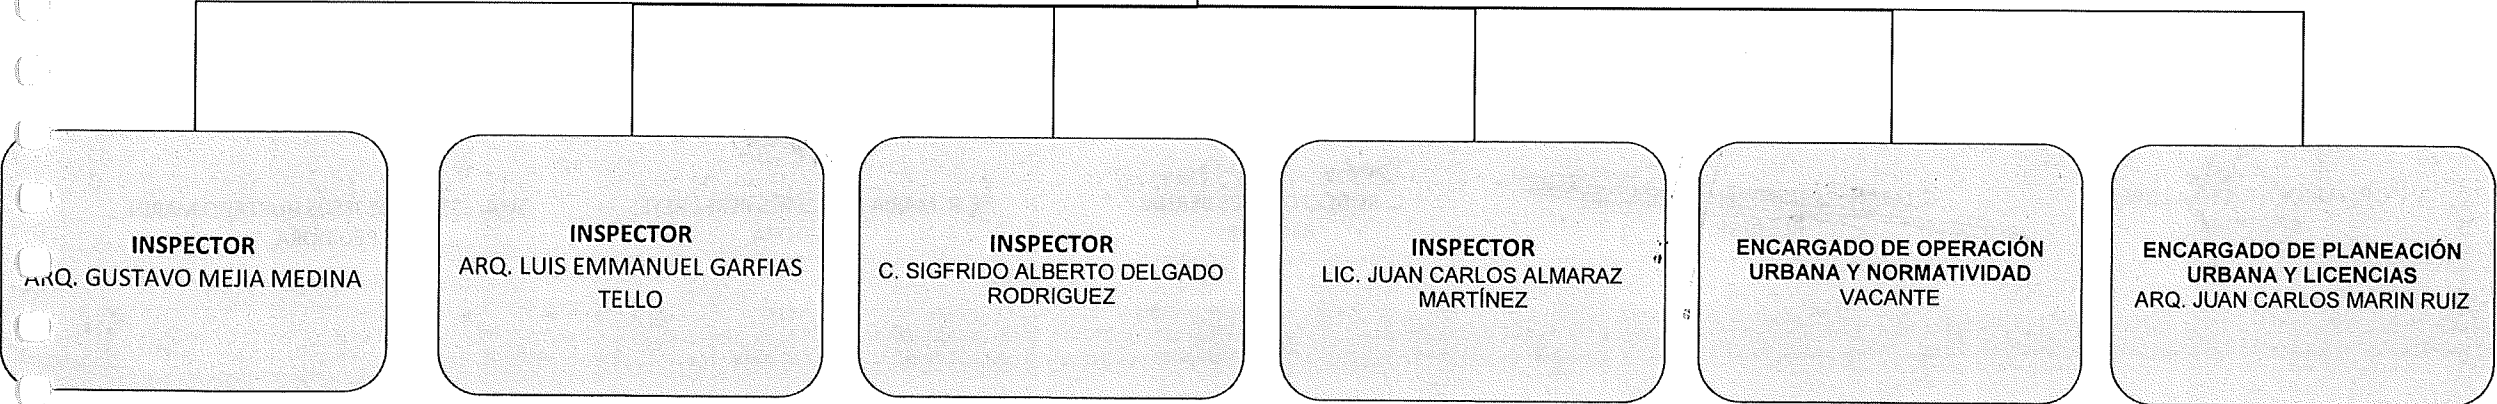 INSPECTOR
ARQ. GUSTAVO MEJIA MEDINA
INSPECTOR
ARQ. LUIS EMMANUEL GARFIAS
TELLO
INSPECTOR
C. SIGFRIDO ALBERTO DELGADO
RODRIGUEZ
INSPECTOR
LIC. JUAN CARLOS ALMARAZ
MARTÍNEZ
ENCARGADO DE OPERACIÓN
URBANA Y NORMATIVIDAD
VACANTE
ENCARGADO DE PLANEACIÓN
URBANA Y LICENCIAS
ARQ. JUAN CARLOS MARIN RUIZ